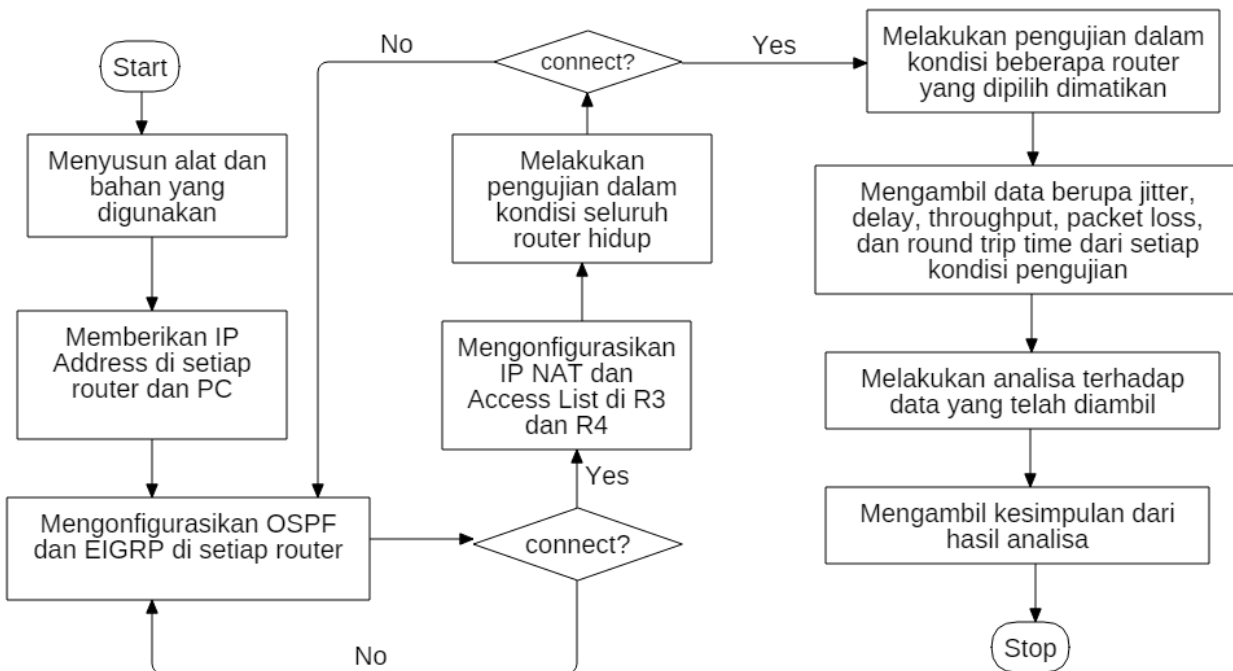 Start
Menyusun alat dan
bahan yang
digunakan
Memberikan IP
Address di setiap
router dan PC
Mengonfigurasikan OSPF
dan EIGRP di setiap router
connect?
No
Yes
Mengonfigurasikan
IP NAT dan
Access List di R3
dan R4
Melakukan
pengujian dalam
kondisi seluruh
router hidup
connect?
No
Yes
Melakukan pengujian dalam
kondisi beberapa router
yang dipilih dimatikan
Mengambil data berupa jitter,
delay, throughput, packet loss,
dan round trip time dari setiap
kondisi pengujian
Melakukan analisa terhadap
data yang telah diambil
Mengambil kesimpulan dari
hasil analisa
Stop